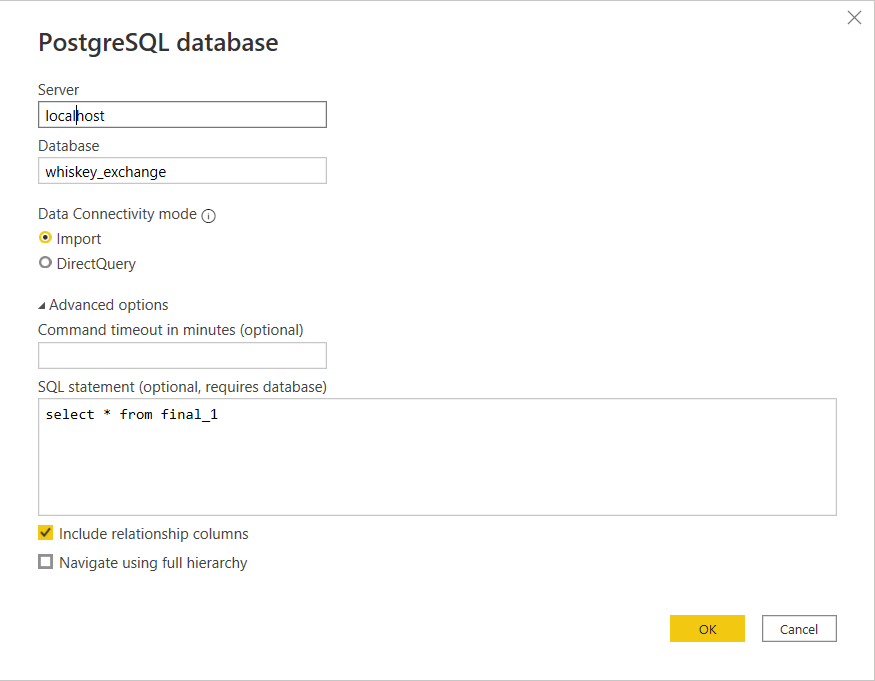 PostgreSQL database
Server
localhost
Database
whiskey_exchange
Data Connectivity mode
Import
DirectQuery
Advanced options
Command timeout in minutes (optional)
SQL statement (optional, requires database)
select * from final_1
Include relationship columns
Navigate using full hierarchy
OK Cancel